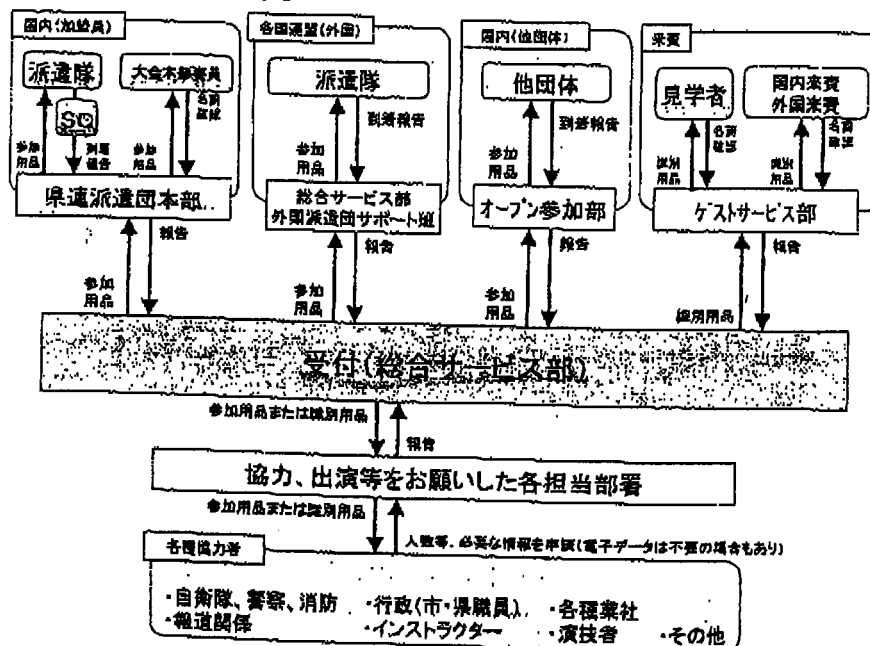 国内(加盟員)
派遣隊
大会本部要員
SD
参加
用品
到着
報告
参加
用品
名前
確認
県連派遣団本部
各国連盟(外国)
派遣隊
参加
用品
到着報告
総合サービス部
外国派遣団サポート班
国内(他団体)
他団体
参加
用品
到着報告
オープン参加部
来賓
見学者
国内来賓
外国来賓
識別
用品
名前
確認
識別
用品
名前
確認
ゲストサービス部
参加
用品
報告
参加
用品
報告
参加
用品
報告
識別用品
報告
受付(総合サービス部)
参加用品または識別用品
報告
協力、出演等をお願いした各担当部署
参加用品または識別用品
人数等、必要な情報を申請(電子データは不要の場合もあり)
各種協力者
・自衛隊、警察、消防 ・行政(市・県職員) ・各種業社
・報道関係 ・インストラクター ・演技者 ・その他